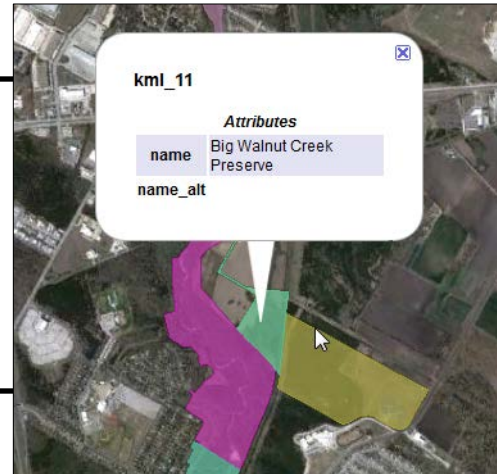 kml_11
Attributes
name Big Walnut Creek
Preserve
name_alt